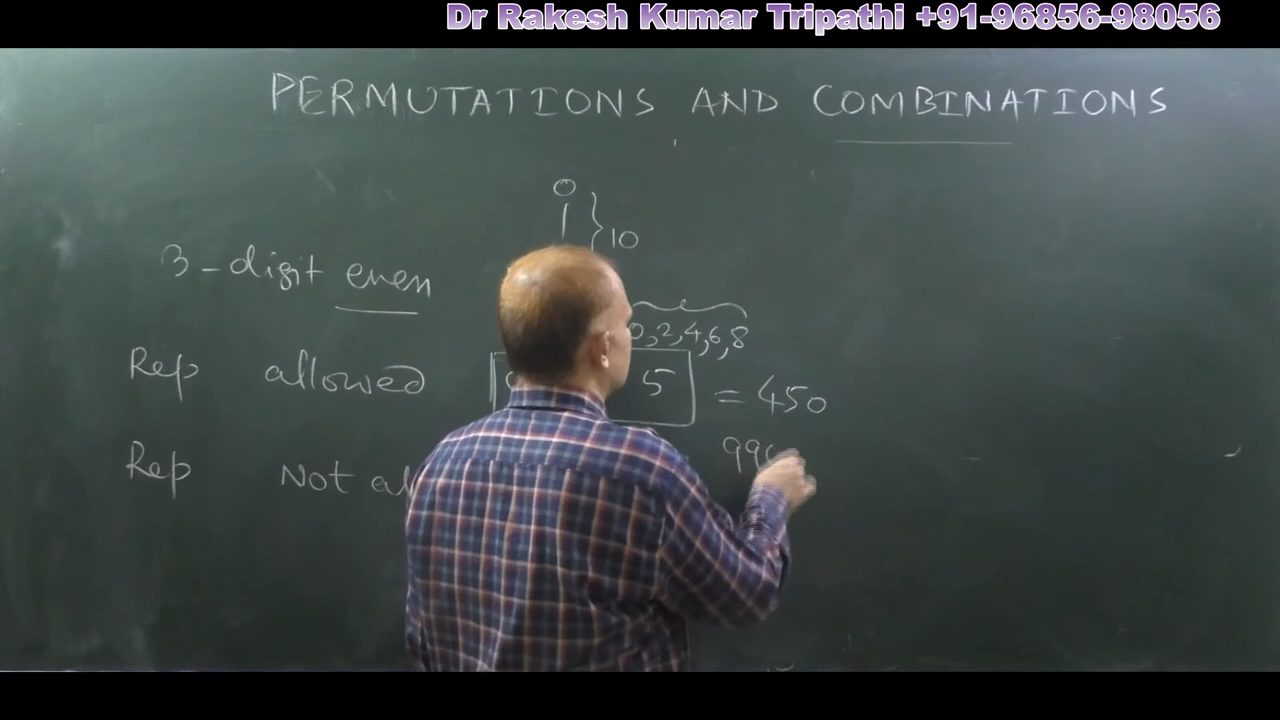 Dr Rakesh Kumar Tripathi +91-96856-98056
PERMUTATIONS AND COMBINATIONS
0
1 } 10
3-digit even
0,2,4,6,8
Rep allowed 5 = 450
Rep Not